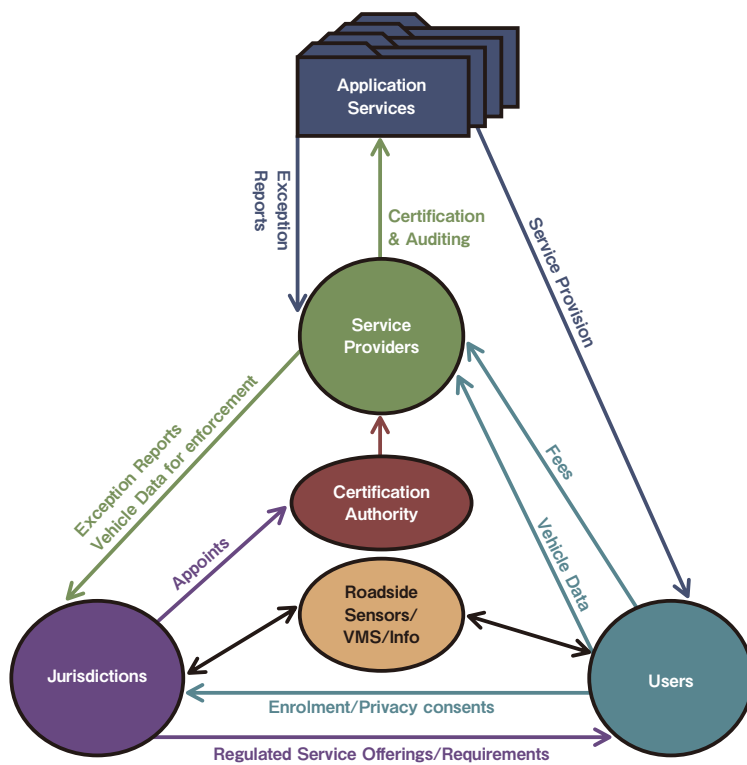 Application
Services
Exception
Reports
Certification
& Auditing
Service Provision
Service
Providers
Exception Reports
Vehicle Data for enforcement
Fees
Certification
Authority
Vehicle Data
Appoints
Roadside
Sensors/
VMS/Info
Jurisdictions
Users
Enrolment/Privacy consents
Regulated Service Offerings/Requirements